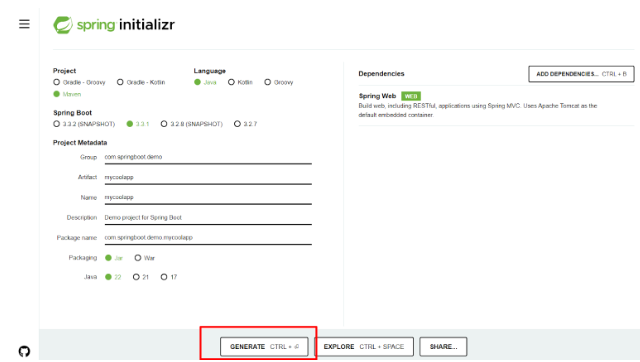 spring initializr
Project
Gradle - Groovy Gradle - Kotlin
Maven
Language
Java Kotlin Groovy
Spring Boot
3.3.2 (SNAPSHOT) 3.3.1 3.2.8 (SNAPSHOT) 3.2.7
Project Metadata
Group com.springboot.demo
Artifact mycoolapp
Name mycoolapp
Description Demo project for Spring Boot
Package name com.springboot.demo.mycoolapp
Packaging Jar War
Java 22 21 17
Dependencies
ADD DEPENDENCIES... CTRL + B
Spring Web WEB
Build web, including RESTful, applications using Spring MVC. Uses Apache Tomcat as the
default embedded container.
GENERATE CTRL + ⏎
EXPLORE CTRL + SPACE
SHARE...